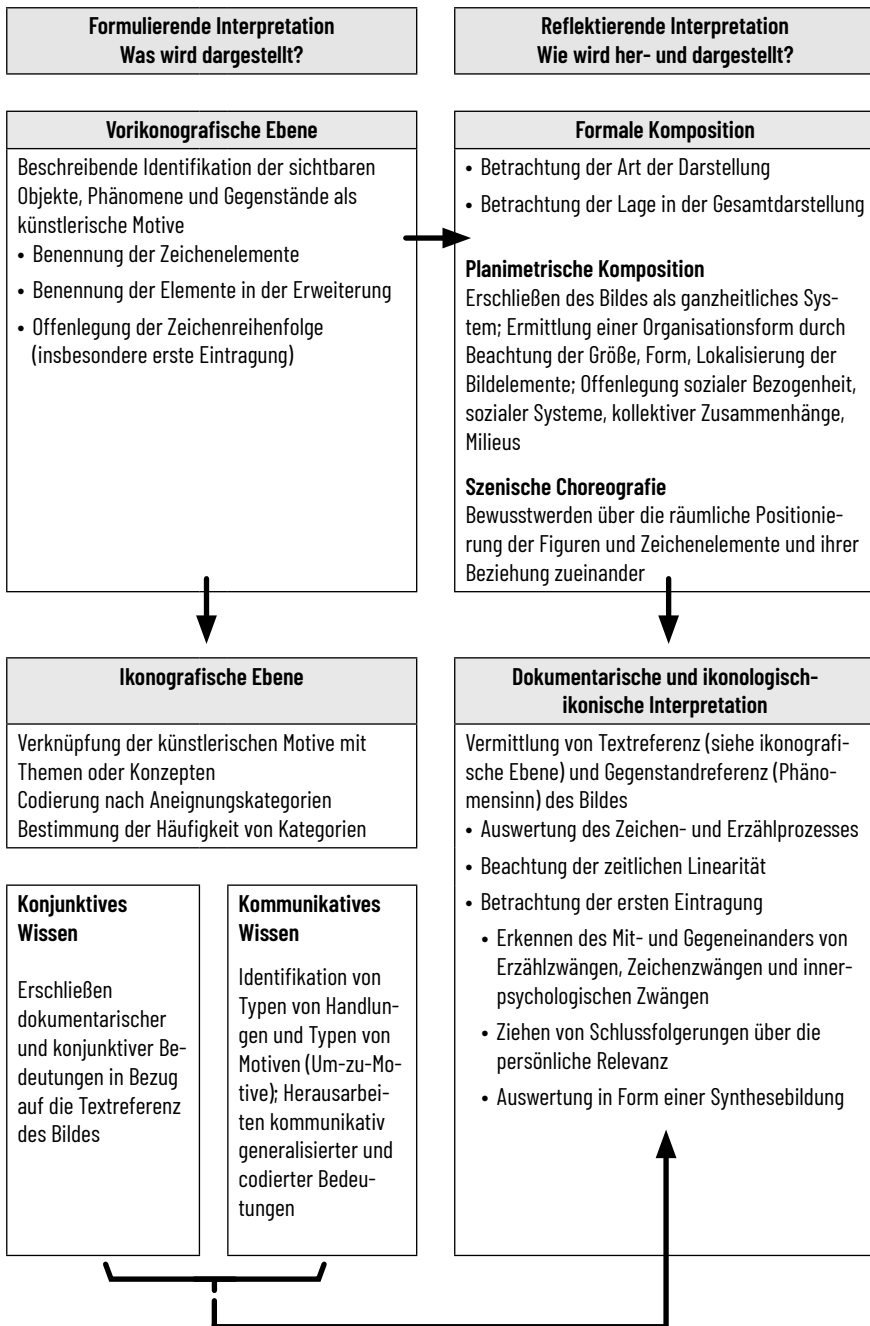 Formulierende Interpretation
Was wird dargestellt?
Reflektierende Interpretation
Wie wird her- und dargestellt?
Vorikonografische Ebene
Beschreibende Identifikation der sichtbaren
Objekte, Phänomene und Gegenstände als
künstlerische Motive
• Benennung der Zeichenelemente
• Benennung der Elemente in der Erweiterung
• Offenlegung der Zeichenreihenfolge
(insbesondere erste Eintragung)
Formale Komposition
• Betrachtung der Art der Darstellung
• Betrachtung der Lage in der Gesamtdarstellung
Planimetrische Komposition
Erschließen des Bildes als ganzheitliches Sys-
tem; Ermittlung einer Organisationsform durch
Beachtung der Größe, Form, Lokalisierung der
Bildelemente; Offenlegung sozialer Bezogenheit,
sozialer Systeme, kollektiver Zusammenhänge,
Milieus
Szenische Choreografie
Bewusstwerden über die räumliche Positionie-
rung der Figuren und Zeichenelemente und ihrer
Beziehung zueinander
Ikonografische Ebene
Verknüpfung der künstlerischen Motive mit
Themen oder Konzepten
Codierung nach Aneignungskategorien
Bestimmung der Häufigkeit von Kategorien
Konjunktives
Wissen
Erschließen
dokumentarischer
und konjunktiver Be-
deutungen in Bezug
auf die Textreferenz
des Bildes
Kommunikatives
Wissen
Identifikation von
Typen von Handlun-
gen und Typen von
Motiven (Um-zu-Mo-
tive); Herausarbei-
ten kommunikativ
generalisierter und
codierter Bedeu-
tungen
Dokumentarische und ikonologisch-
ikonische Interpretation
Vermittlung von Textreferenz (siehe ikonografi-
sche Ebene) und Gegenstandreferenz (Phäno-
mensinn) des Bildes
• Auswertung des Zeichen- und Erzählprozesses
• Beachtung der zeitlichen Linearität
• Betrachtung der ersten Eintragung
• Erkennen des Mit- und Gegeneinanders von
Erzählzwängen, Zeichenzwängen und inner-
psychologischen Zwängen
• Ziehen von Schlussfolgerungen über die
persönliche Relevanz
• Auswertung in Form einer Synthesebildung